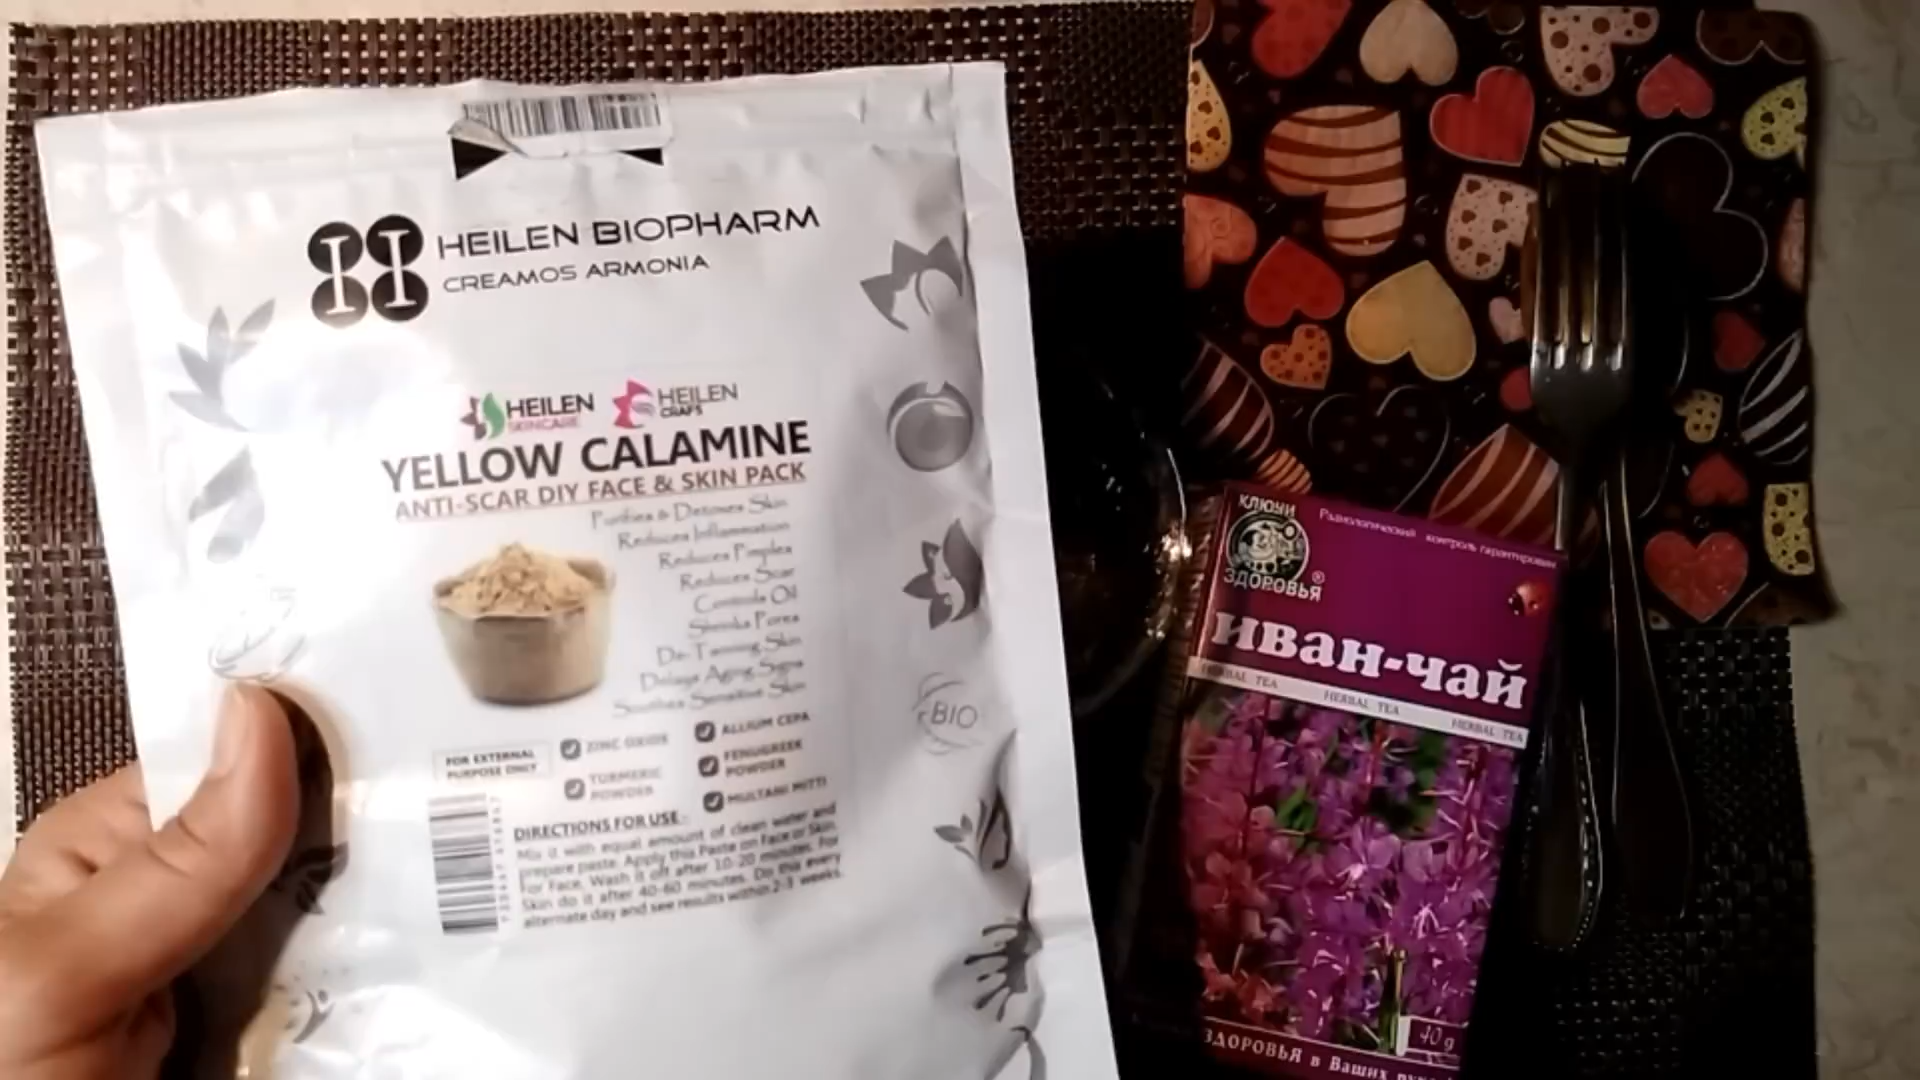 HEILEN BIOPHARM
CREAMOS ARMONIA
HEILEN
SKINCARE
HEILEN
CRAFS
YELLOW CALAMINE
ANTI-SCAR DIY FACE & SKIN PACK
Purifies & Detoxes Skin
Reduces Inflammation
Reduces Pimples
Reduces Scar
Controls Oil
Shrinks Pores
De-Tanning Skin
Delays Aging Signs
Soothes Sensitive Skin
BIO
FOR EXTERNAL
PURPOSE ONLY
ZINC OXIDE
TURMERIC
POWDER
ALLIUM CEPA
FENUGREEK
POWDER
MULTANI MITTI
DIRECTIONS FOR USE -
Mix it with equal amount of clean water and
prepare paste. Apply this Paste on Face or Skin.
For Face, Wash it off after 10-20 minutes. For
Skin do it after 40-60 minutes. Do this every
alternate day and see results within 2-3 weeks.
КЛЮЧИ
ЗДОРОВЬЯ®
Радиологический контроль гарантирован
иван-чай
HERBAL TEA HERBAL TEA HERBAL TEA
40 g
ЗДОРОВЬЯ в Ваших